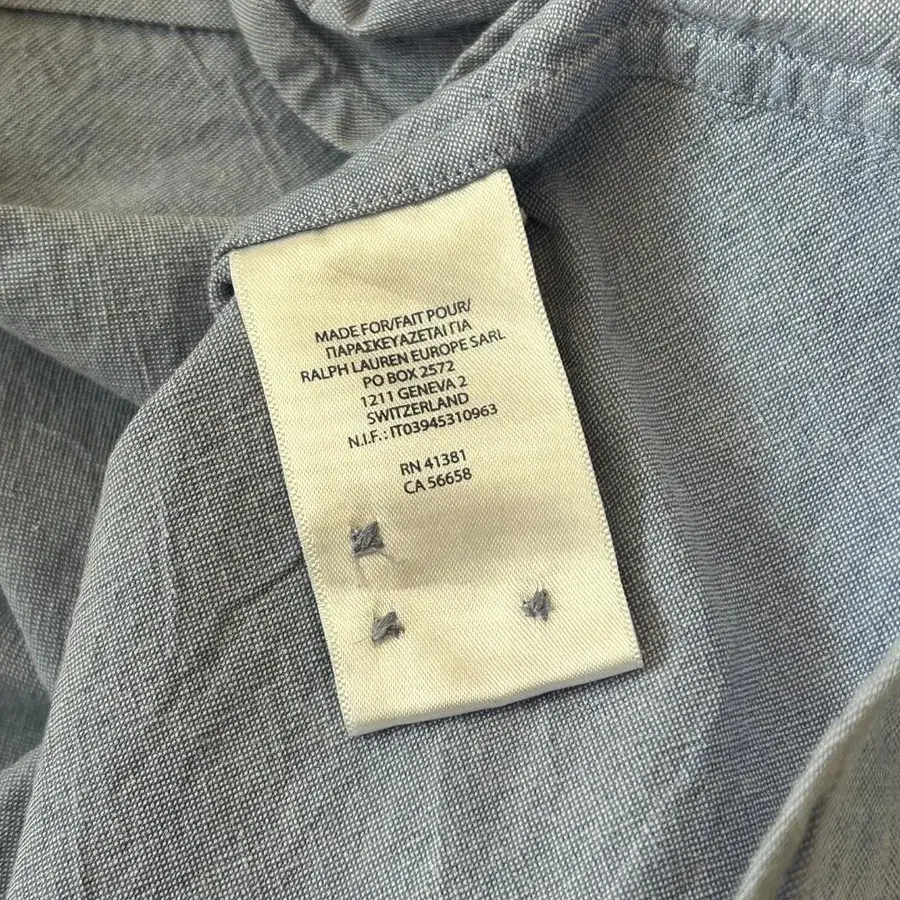 MADE FOR/FAIT POUR/
ΠΑΡΑΣΚΕΥΑΖΕΤΑΙ ΓΙΑ
RALPH LAUREN EUROPE SARL
PO BOX 2572
1211 GENEVA 2
SWITZERLAND
N.I.F.: IT03945310963
RN 41381
CA 56658